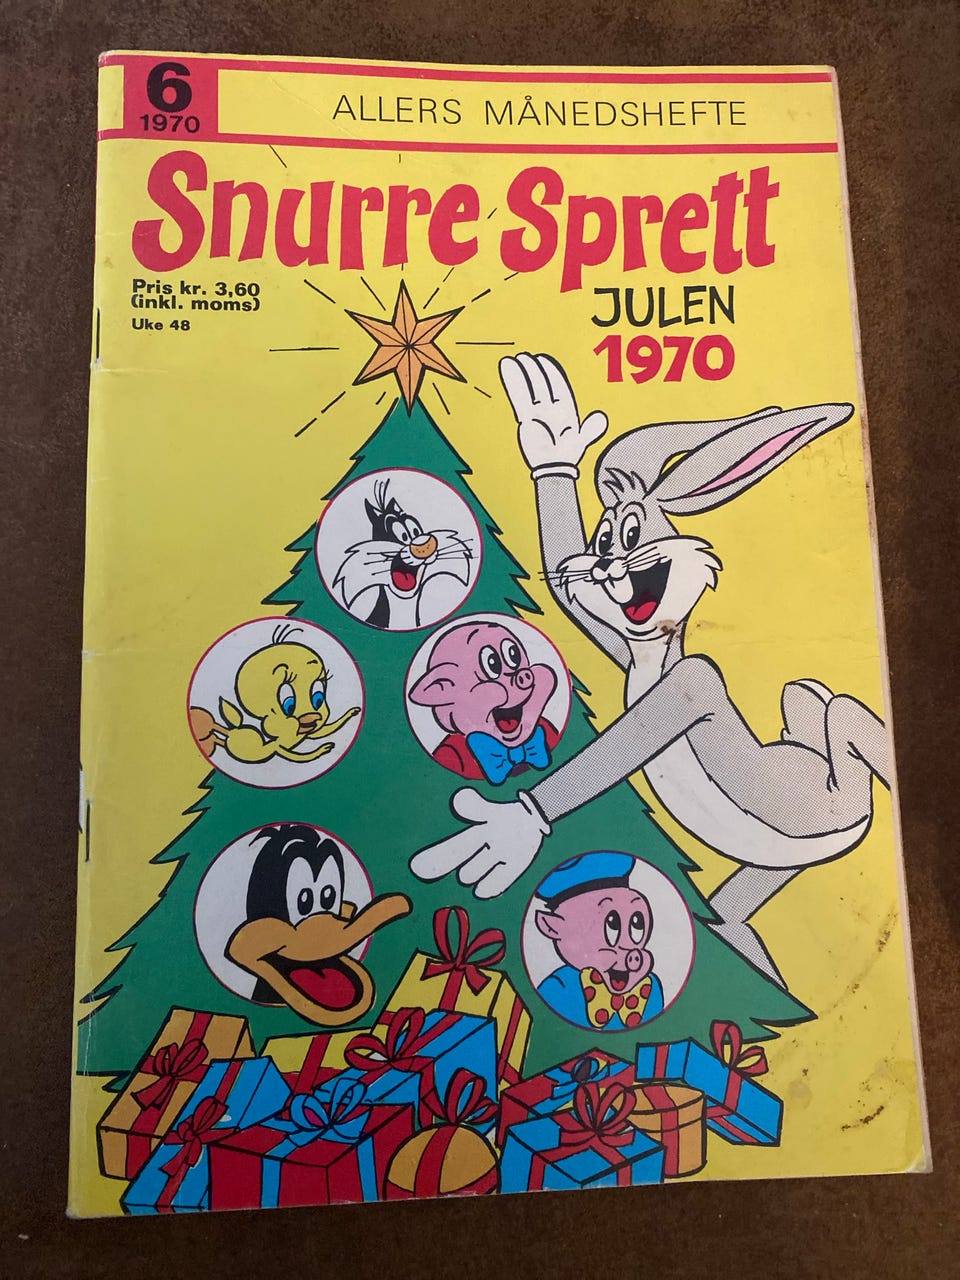 6
1970
ALLERS MÅNEDSHEFTE
Snurre Sprett
Pris kr. 3,60
(inkl. moms)
Uke 48
JULEN
1970